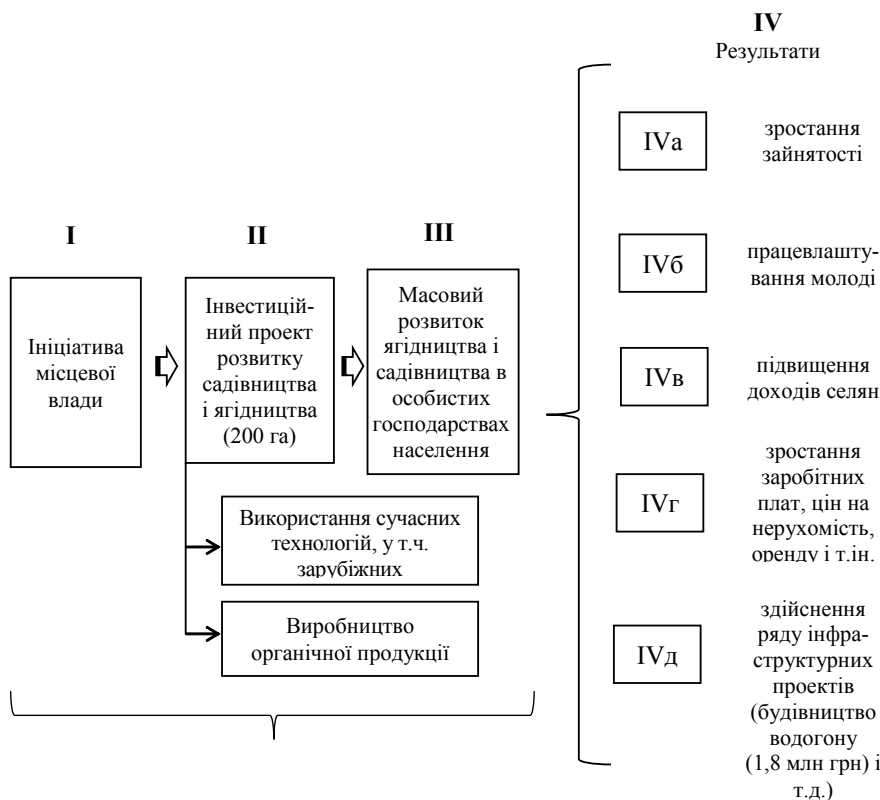 I
Ініціатива
місцевої
влади
II
Інвестицій-
ний проект
розвитку
садівництва
і ягідництва
(200 га)
Використання сучасних
технологій, у т.ч.
зарубіжних
Виробництво
органічної продукції
III
Масовий
розвиток
ягідництва і
садівництва в
особистих
господарствах
населення
IV
Результати
IVа
зростання
зайнятості
IVб
працевлашту-
вання молоді
IVв
підвищення
доходів селян
IVг
зростання
заробітних
плат, цін на
нерухомість,
оренду і т.ін.
IVд
здійснення
ряду інфра-
структурних
проектів
(будівництво
водогону
(1,8 млн грн) і
т.д.)